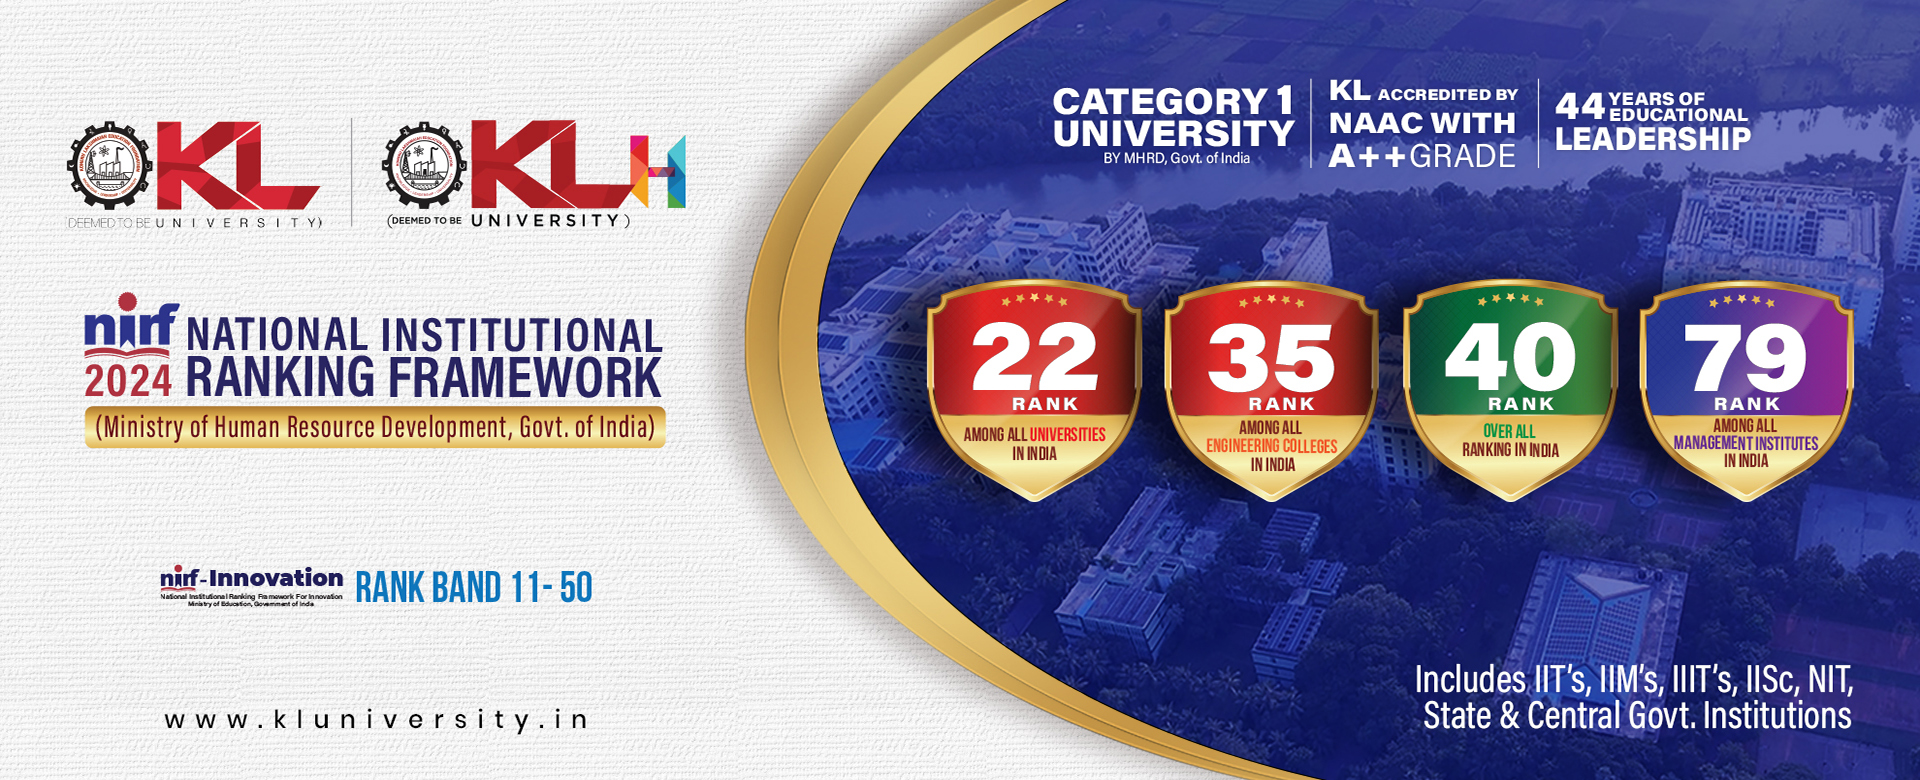 KL
(DEEMED TO BE UNIVERSITY)
KLH
(DEEMED TO BE UNIVERSITY)
nirf
2024
NATIONAL INSTITUTIONAL
RANKING FRAMEWORK
(Ministry of Human Resource Development, Govt. of India)
nirf-Innovation
National Institutional Ranking Framework For Innovation
Ministry of Education, Government of India
RANK BAND 11- 50
www.kluniversity.in
CATEGORY 1
UNIVERSITY
BY MHRD, Govt. of India
KL ACCREDITED BY
NAAC WITH
A++GRADE
44 YEARS OF
EDUCATIONAL
LEADERSHIP
22
RANK
AMONG ALL UNIVERSITIES
IN INDIA
35
RANK
AMONG ALL
ENGINEERING COLLEGES
IN INDIA
40
RANK
OVER ALL
RANKING IN INDIA
79
RANK
AMONG ALL
MANAGEMENT INSTITUTES
IN INDIA
Includes IIT's, IIM's, IIIT's, IISc, NIT,
State & Central Govt. Institutions